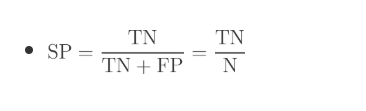 • SP = TN / (TN + FP) = TN / N